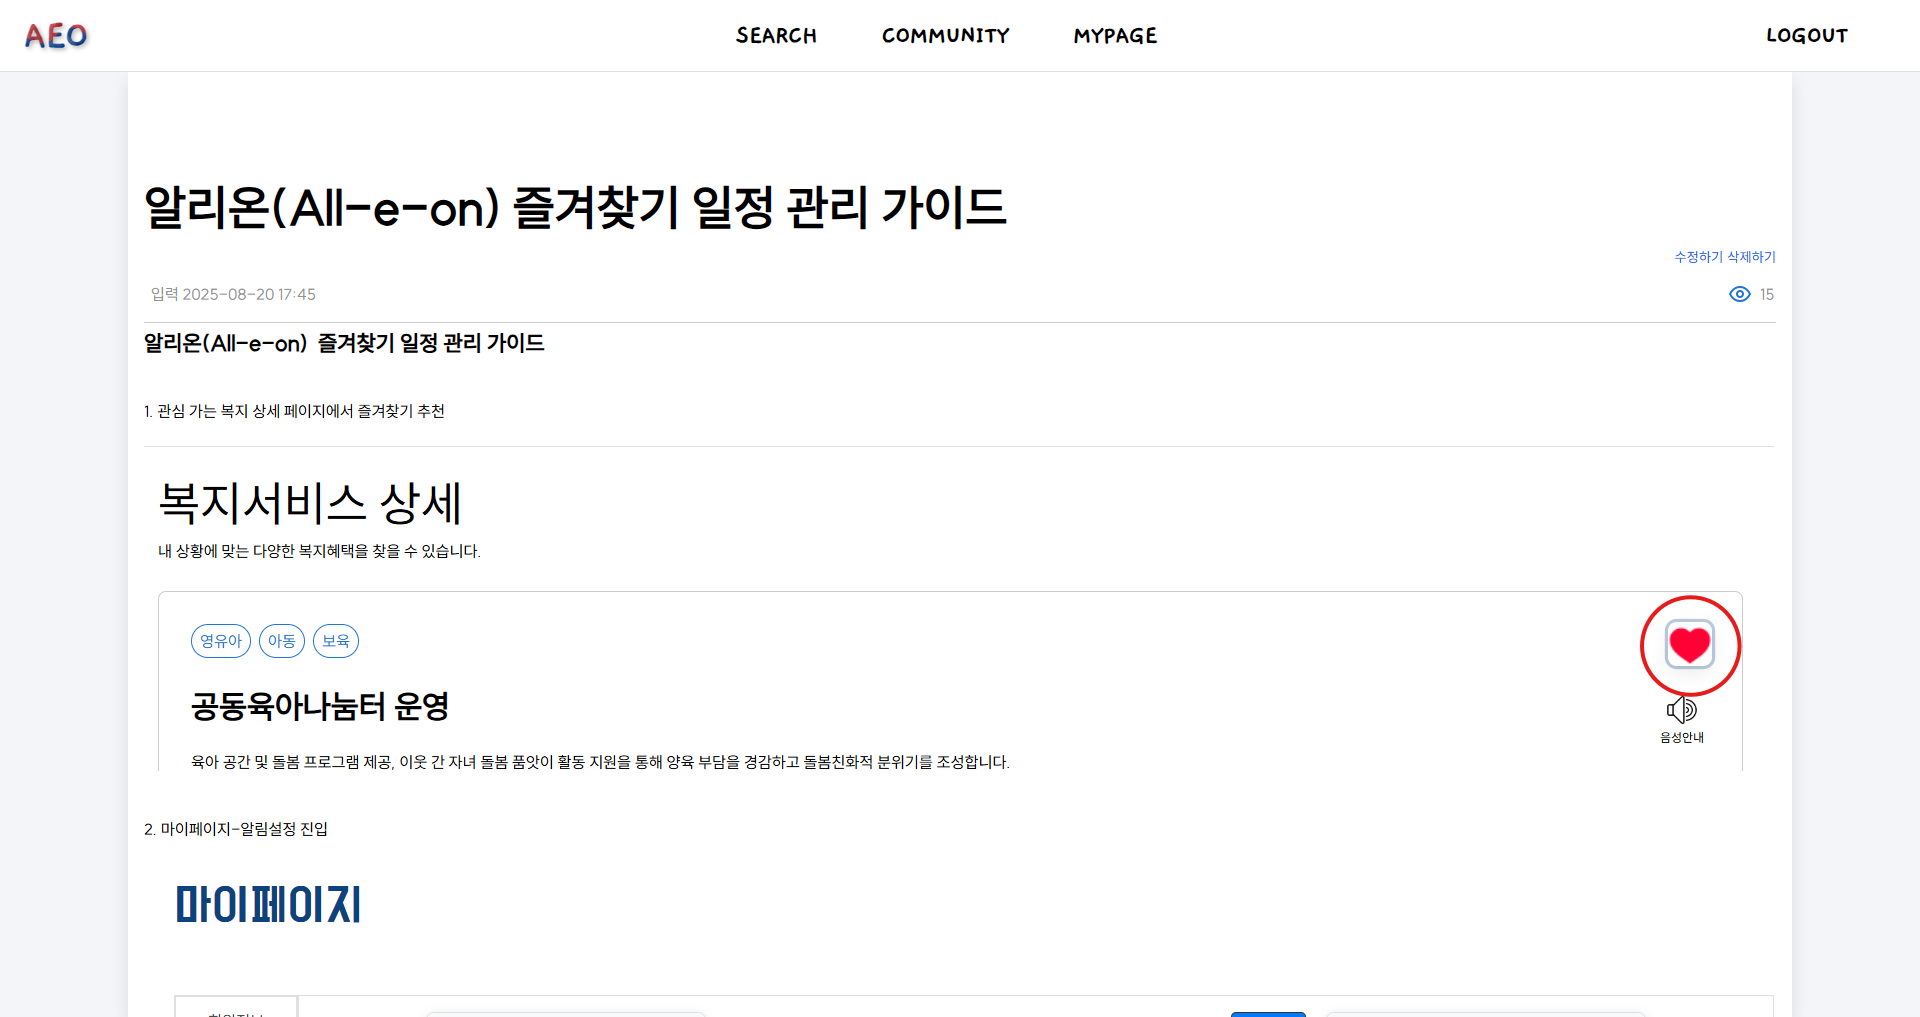 AEO
SEARCH COMMUNITY MYPAGE LOGOUT
알리온(All-e-on) 즐겨찾기 일정 관리 가이드
수정하기 삭제하기
입력 2025-08-20 17:45
15
알리온(All-e-on) 즐겨찾기 일정 관리 가이드
1. 관심 가는 복지 상세 페이지에서 즐겨찾기 추천
복지서비스 상세
내 상황에 맞는 다양한 복지혜택을 찾을 수 있습니다.
영유아 아동 보육
공동육아나눔터 운영
음성안내
육아 공간 및 돌봄 프로그램 제공, 이웃 간 자녀 돌봄 품앗이 활동 지원을 통해 양육 부담을 경감하고 돌봄친화적 분위기를 조성합니다.
2. 마이페이지-알림설정 진입
마이페이지